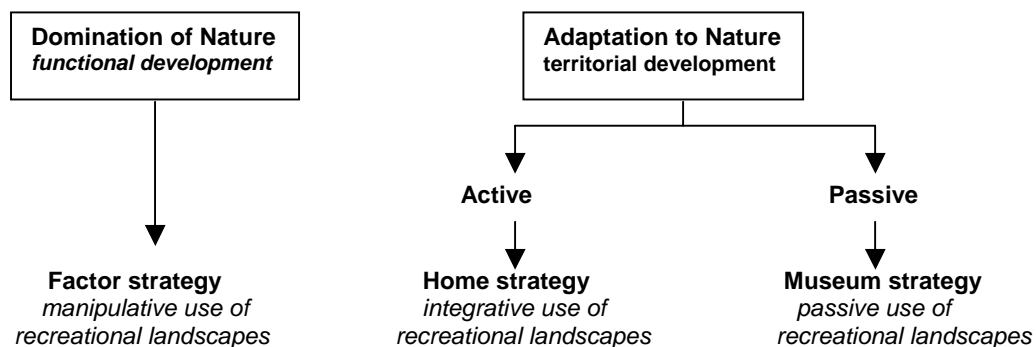 Domination of Nature
functional development
Adaptation to Nature
territorial development
Active
Passive
Factor strategy
manipulative use of
recreational landscapes
Home strategy
integrative use of
recreational landscapes
Museum strategy
passive use of
recreational landscapes